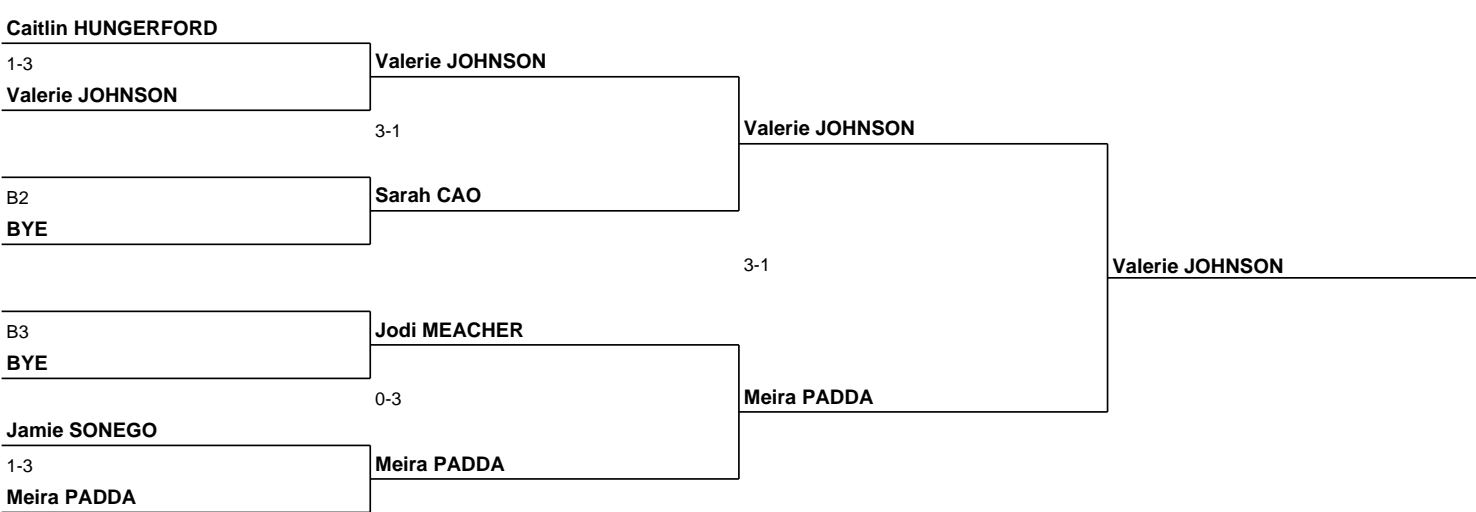 Caitlin HUNGERFORD
1-3
Valerie JOHNSON
Valerie JOHNSON
3-1
Valerie JOHNSON
B2
Sarah CAO
BYE
3-1
Valerie JOHNSON
B3
Jodi MEACHER
BYE
0-3
Meira PADDA
Jamie SONEGO
1-3
Meira PADDA
Meira PADDA